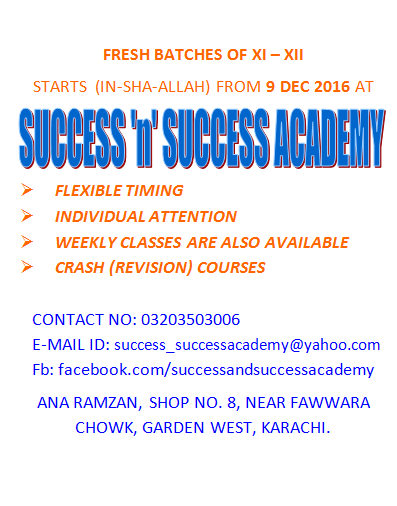 FRESH BATCHES OF XI – XII
STARTS (IN-SHA-ALLAH) FROM 9 DEC 2016 AT
SUCCESS 'n' SUCCESS ACADEMY
FLEXIBLE TIMING
INDIVIDUAL ATTENTION
WEEKLY CLASSES ARE ALSO AVAILABLE
CRASH (REVISION) COURSES
CONTACT NO: 03203503006
E-MAIL ID: success_successacademy@yahoo.com
Fb: facebook.com/successandsuccessacademy
ANA RAMZAN, SHOP NO. 8, NEAR FAWWARA
CHOWK, GARDEN WEST, KARACHI.